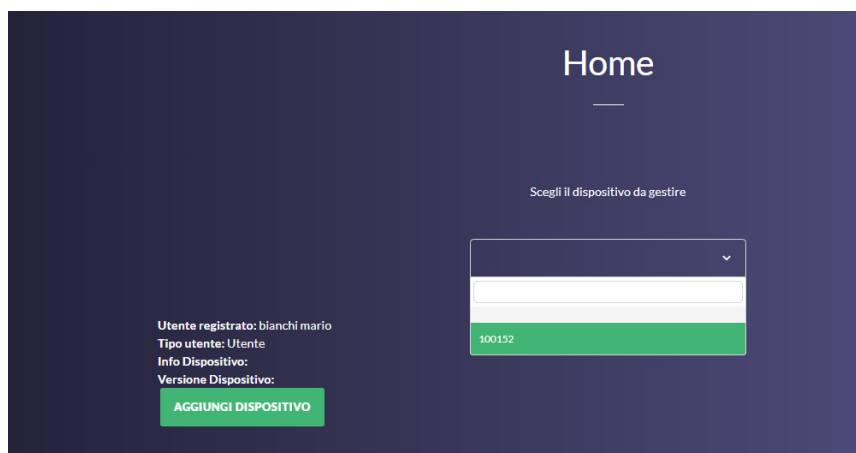 Home
Scegli il dispositivo da gestire
100152
Utente registrato: bianchi mario
Tipo utente: Utente
Info Dispositivo:
Versione Dispositivo:
AGGIUNGI DISPOSITIVO